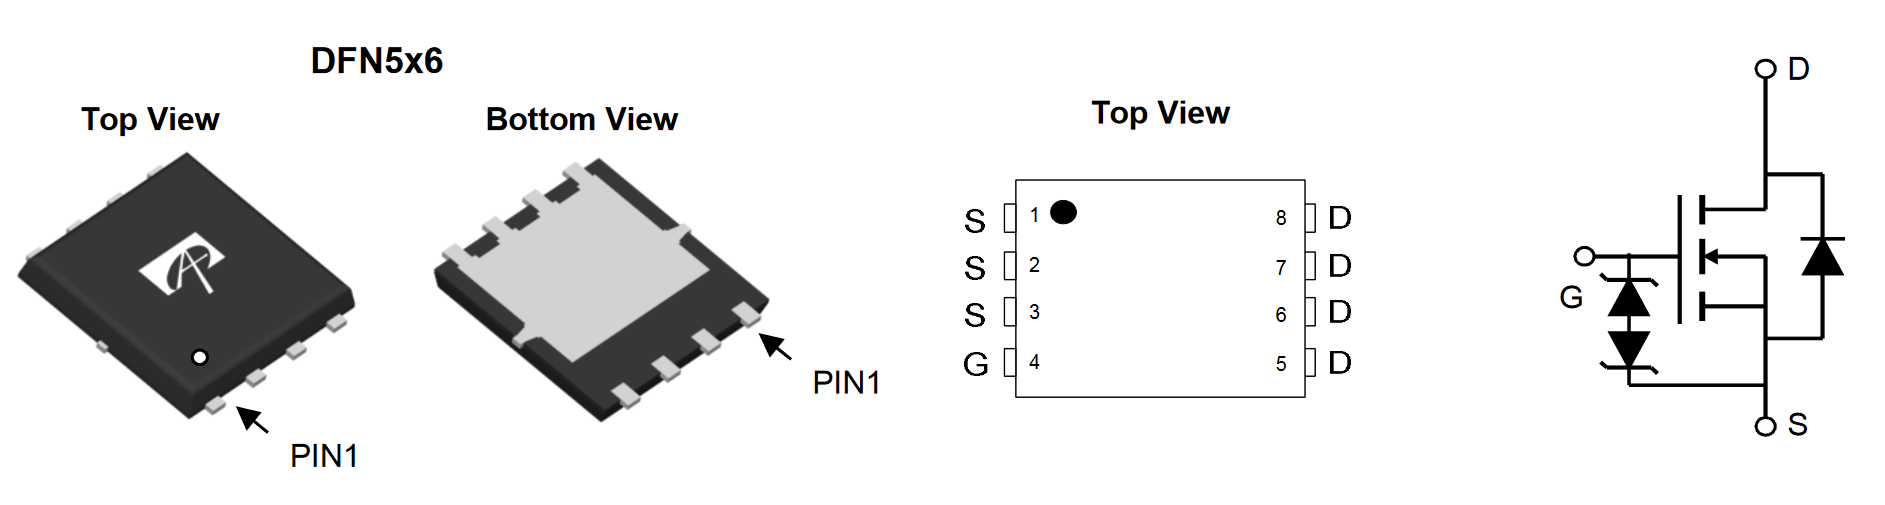 DFN5x6
Top View
Bottom View
PIN1
PIN1
Top View
S 1 8 D
S 2 7 D
S 3 6 D
G 4 5 D
D
G
S